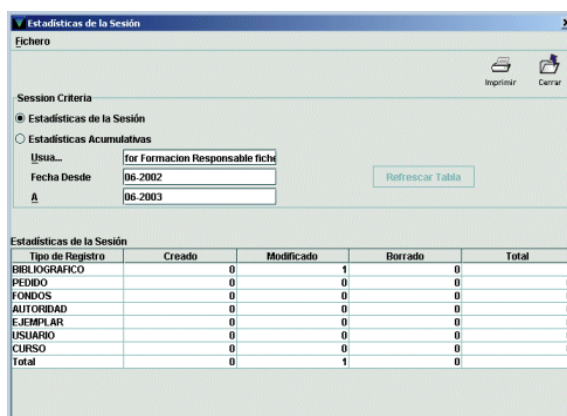 Estadísticas de la Sesión
Fichero
Imprimir Cerrar
Session Criteria
Estadísticas de la Sesión
Estadísticas Acumulativas
Usua... for Formacion Responsable fiche
Fecha Desde 06-2002 Refrescar Tabla
A 06-2003
Estadísticas de la Sesión
Tipo de Registro Creado Modificado Borrado Total
BIBLIOGRAFICO 0 1 0
PEDIDO 0 0 0
FONDOS 0 0 0
AUTORIDAD 0 0 0
EJEMPLAR 0 0 0
USUARIO 0 0 0
CURSO 0 0 0
Total 0 1 0